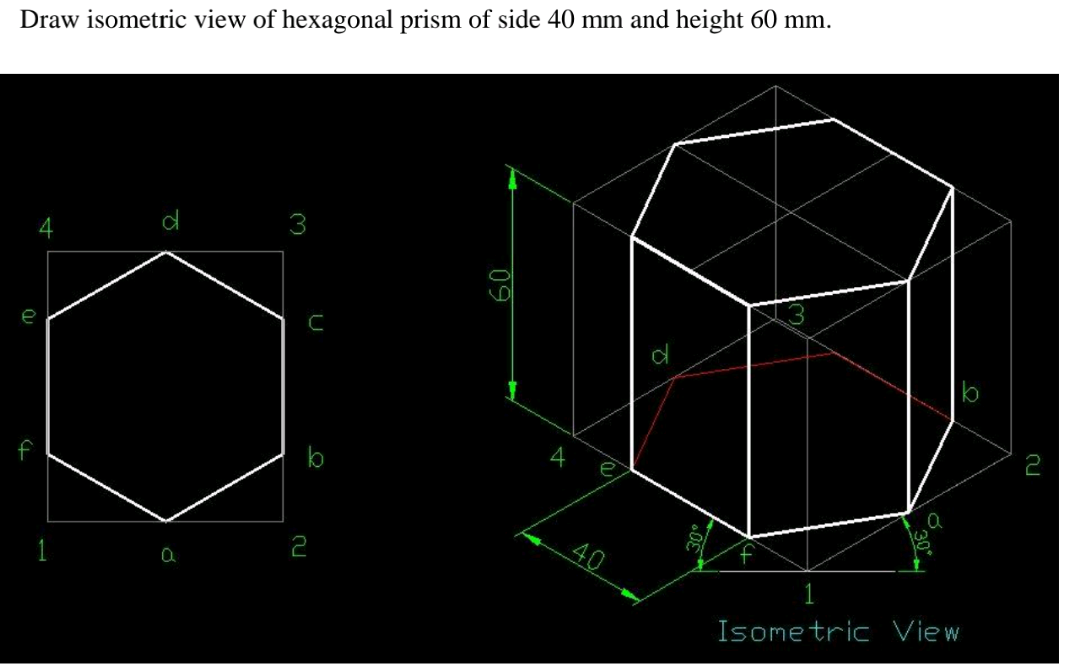 Draw isometric view of hexagonal prism of side 40 mm and height 60 mm.
4 d 3
e c
f b
1 a 2
60
3
d
b
4 e
2
a
30° 30°
40 f
1
Isometric View